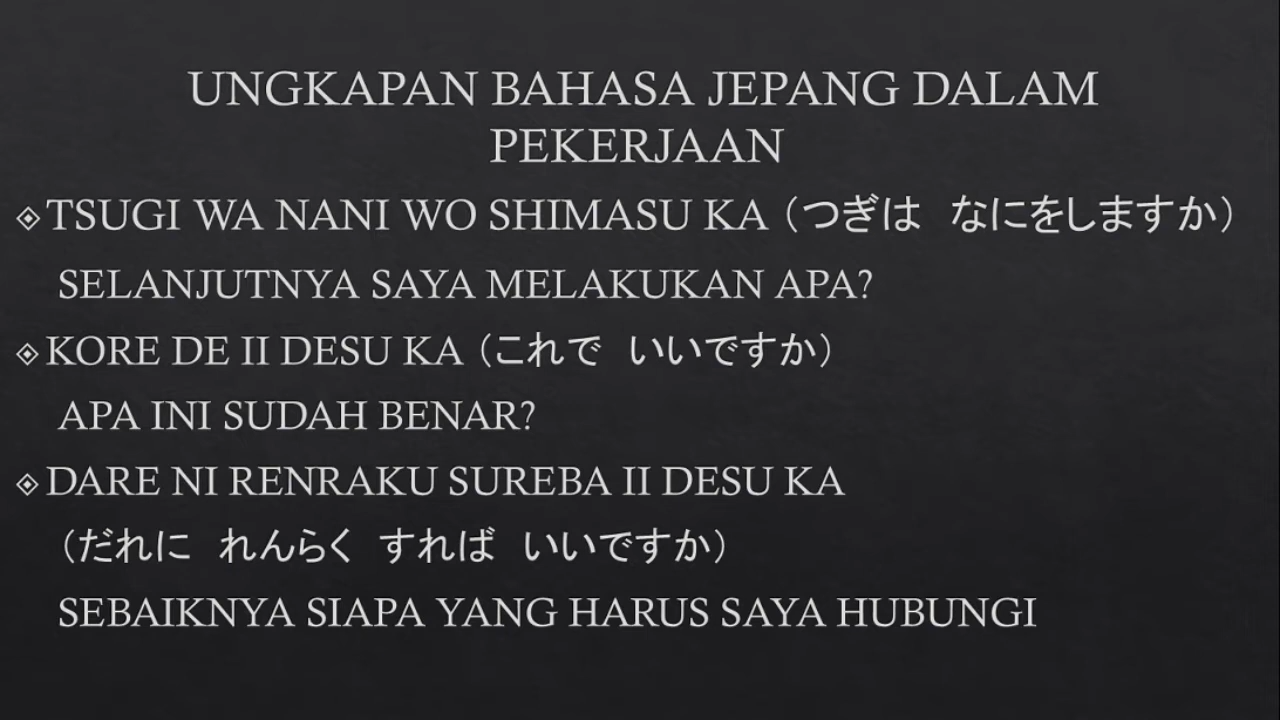 UNGKAPAN BAHASA JEPANG DALAM
PEKERJAAN
TSUGI WA NANI WO SHIMASU KA (つぎは　なにをしますか)
SELANJUTNYA SAYA MELAKUKAN APA?
KORE DE II DESU KA (これで　いいですか)
APA INI SUDAH BENAR?
DARE NI RENRAKU SUREBA II DESU KA
(だれに　れんらく　すれば　いいですか)
SEBAIKNYA SIAPA YANG HARUS SAYA HUBUNGI